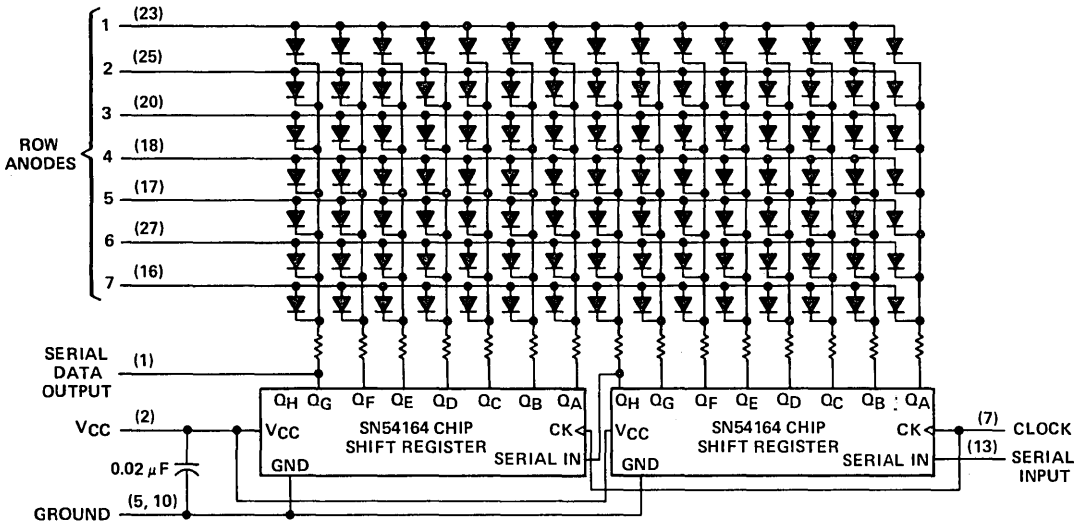 1 (23)
2 (25)
3 (20)
ROW
ANODES
4 (18)
5 (17)
6 (27)
7 (16)
SERIAL
DATA
OUTPUT
(1)
QH QG QF QE QD QC QB QA
QH QG QF QE QD QC QB QA
VCC (2)
VCC
SN54164 CHIP
SHIFT REGISTER
CK
SERIAL IN
GND
VCC
SN54164 CHIP
SHIFT REGISTER
CK
SERIAL IN
GND
(7) CLOCK
(13) SERIAL
INPUT
0.02 μF
GROUND (5, 10)